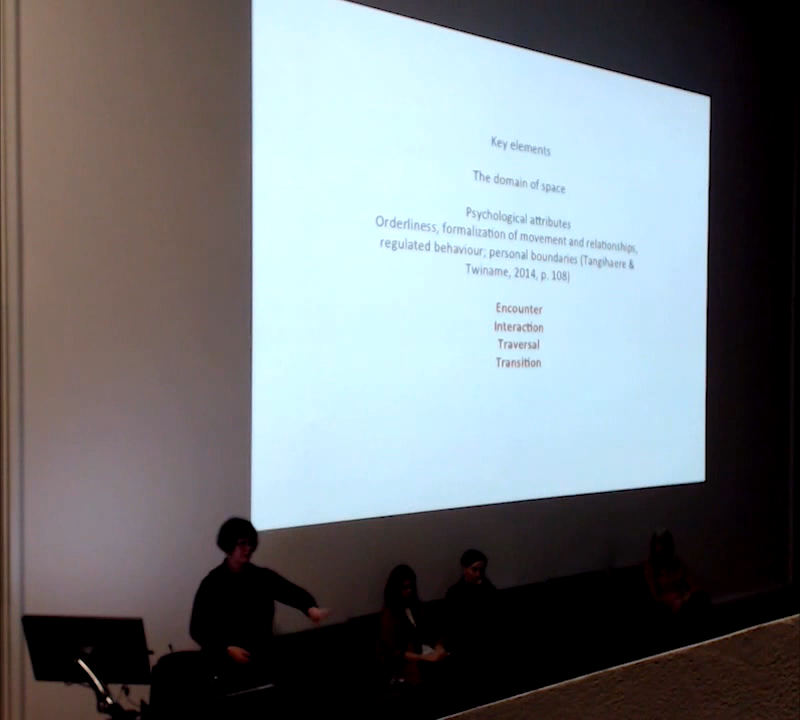 Key elements
The domain of space
Psychological attributes
Orderliness, formalization of movement and relationships,
regulated behaviour; personal boundaries (Tangihaere &
Twiname, 2014, p. 108)
Encounter
Interaction
Traversal
Transition